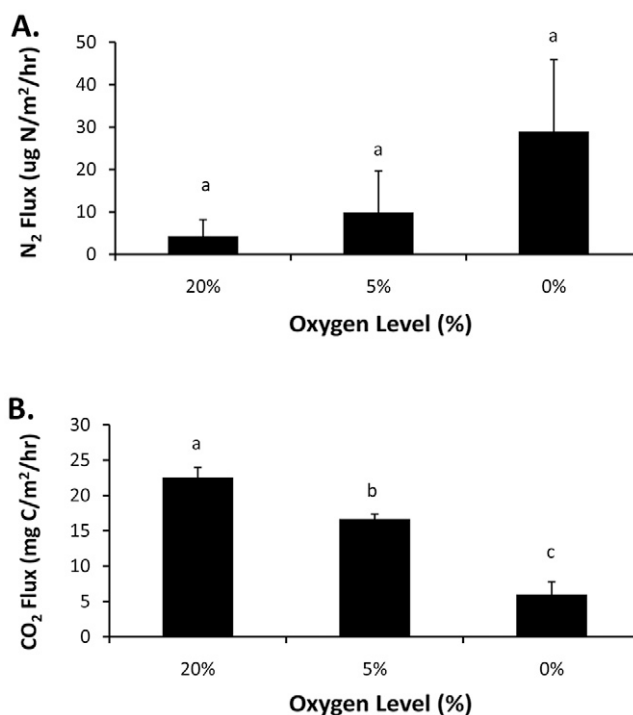 A.
N₂ Flux (ug N/m²/hr)
50
40
30
20
10
0
a
a
a
20%
5%
0%
Oxygen Level (%)
B.
CO₂ Flux (mg C/m²/hr)
30
25
20
15
10
5
0
a
b
c
20%
5%
0%
Oxygen Level (%)